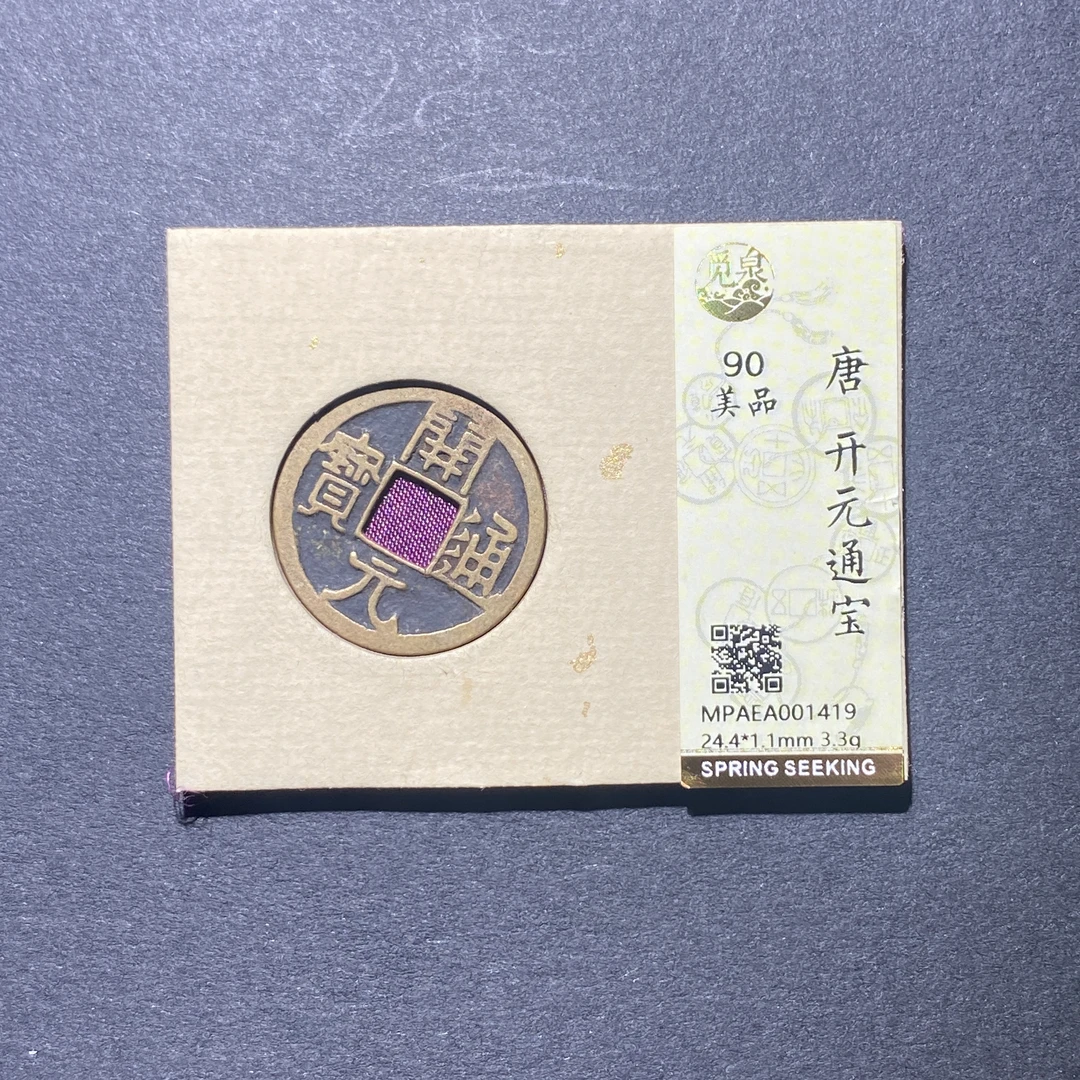 開
通
元
寶
觅泉
90
美品
唐 开元通宝
MPAEA001419
24.4*1.1mm 3.3g
SPRING SEEKING